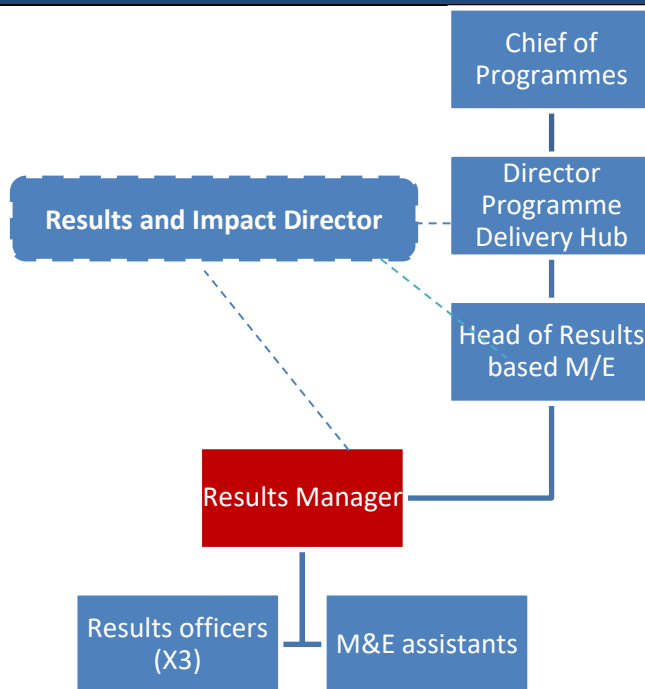 Chief of
Programmes
Director
Programme
Delivery Hub
Results and Impact Director
Head of Results
based M/E
Results Manager
Results officers
(X3)
M&E assistants